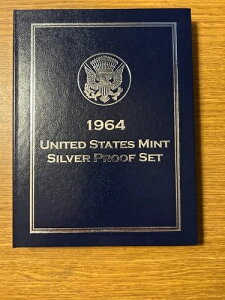 1964
UNITED STATES MINT
SILVER PROOF SET